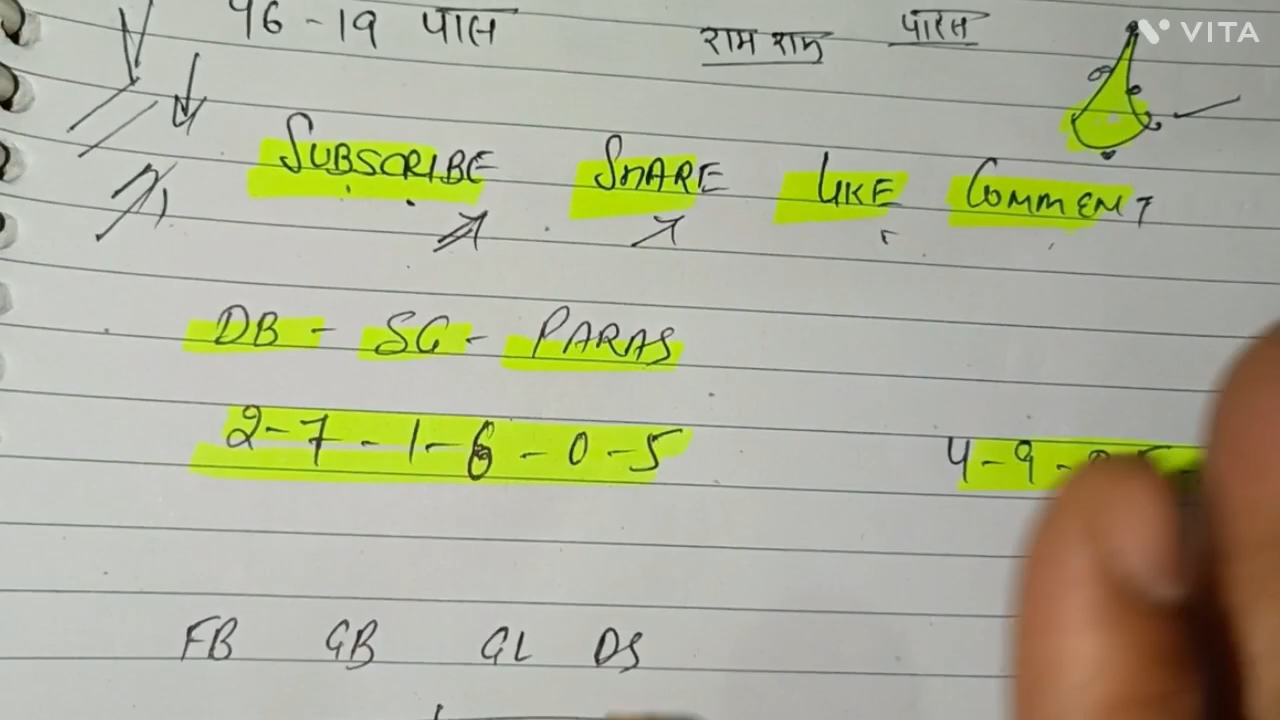 96-19 पास
राम राम पारस
VITA
SUBSCRIBE SHARE LIKE COMMENT
DB - SG - PARAS
2-7-1-6-0-5 4-9-
FB GB GL DS